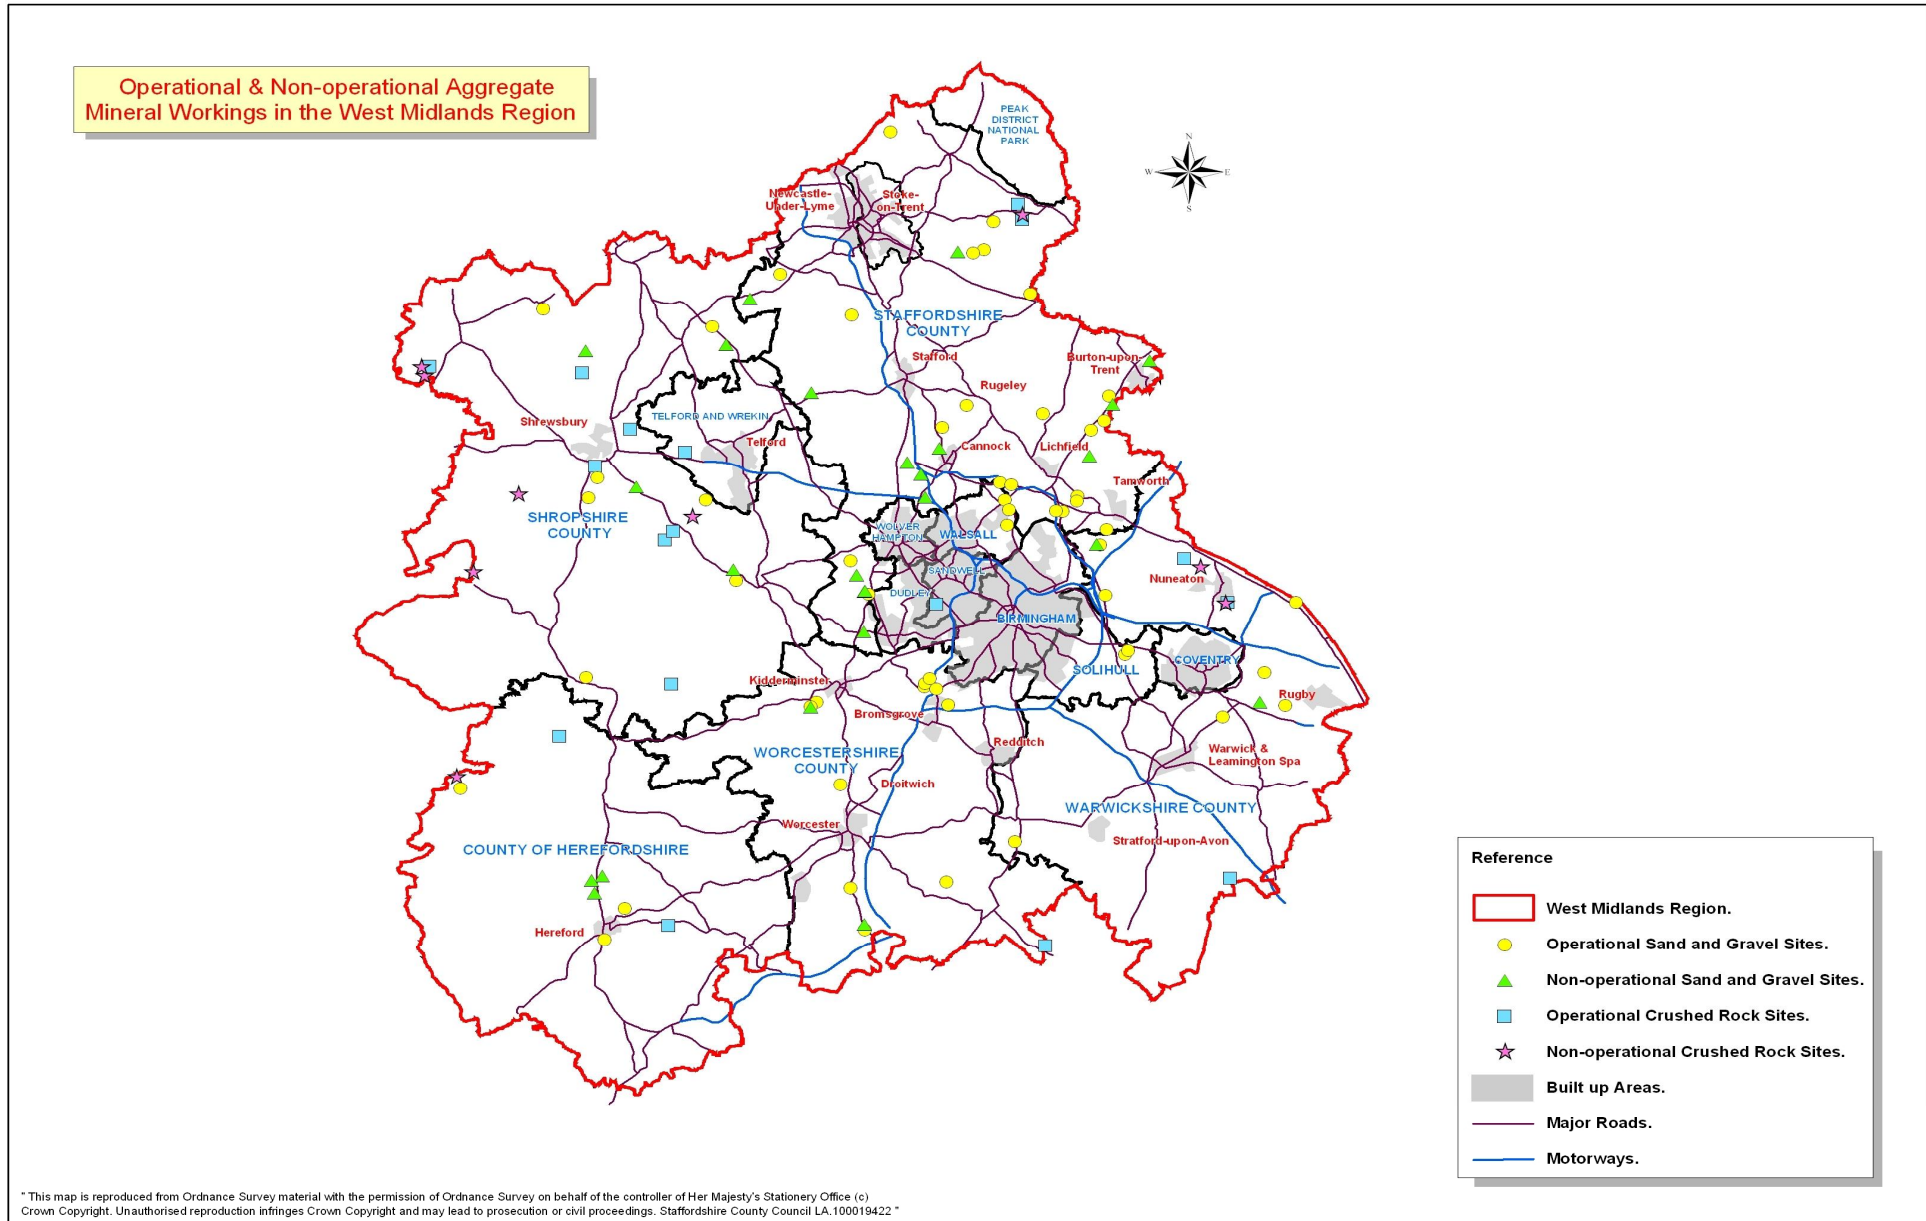 Operational & Non-operational Aggregate
Mineral Workings in the West Midlands Region
PEAK
DISTRICT
NATIONAL
PARK
N
W
E
S
Newcastle-
Under-Lyme
Stoke-
on-Trent
STAFFORDSHIRE
COUNTY
Stafford
Burton-upon-
Trent
Rugeley
TELFORD AND WREKIN
Shrewsbury
Telford
Cannock
Lichfield
Tamworth
SHROPSHIRE
COUNTY
WOLVER
HAMPTON
WALSALL
SANDWELL
Nuneaton
DUDLEY
BIRMINGHAM
COVENTRY
SOLIHULL
Kidderminster
Rugby
Bromsgrove
Redditch
WORCESTERSHIRE
COUNTY
Warwick &
Leamington Spa
Droitwich
WARWICKSHIRE COUNTY
Worcester
Stratford-upon-Avon
COUNTY OF HEREFORDSHIRE
Hereford
Reference
West Midlands Region.
Operational Sand and Gravel Sites.
Non-operational Sand and Gravel Sites.
Operational Crushed Rock Sites.
Non-operational Crushed Rock Sites.
Built up Areas.
Major Roads.
Motorways.
" This map is reproduced from Ordnance Survey material with the permission of Ordnance Survey on behalf of the controller of Her Majesty's Stationery Office (c)
Crown Copyright. Unauthorised reproduction infringes Crown Copyright and may lead to prosecution or civil proceedings. Staffordshire County Council LA.100019422 "